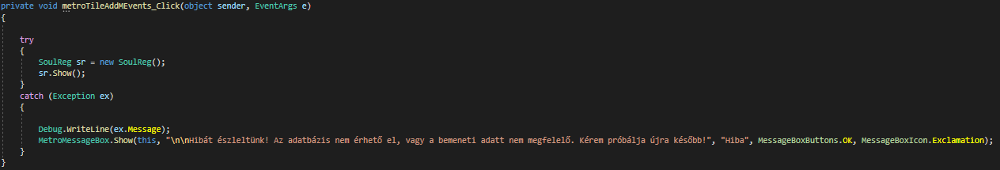 private void metroTileAddMEvents_Click(object sender, EventArgs e)
{
try
{
SoulReg sr = new SoulReg();
sr.Show();
}
catch (Exception ex)
{
Debug.WriteLine(ex.Message);
MetroMessageBox.Show(this, "\n\nHibát észleltünk! Az adatbázis nem érhető el, vagy a bemeneti adatt nem megfelelő. Kérem próbálja újra később!", "Hiba", MessageBoxButtons.OK, MessageBoxIcon.Exclamation);
}
}